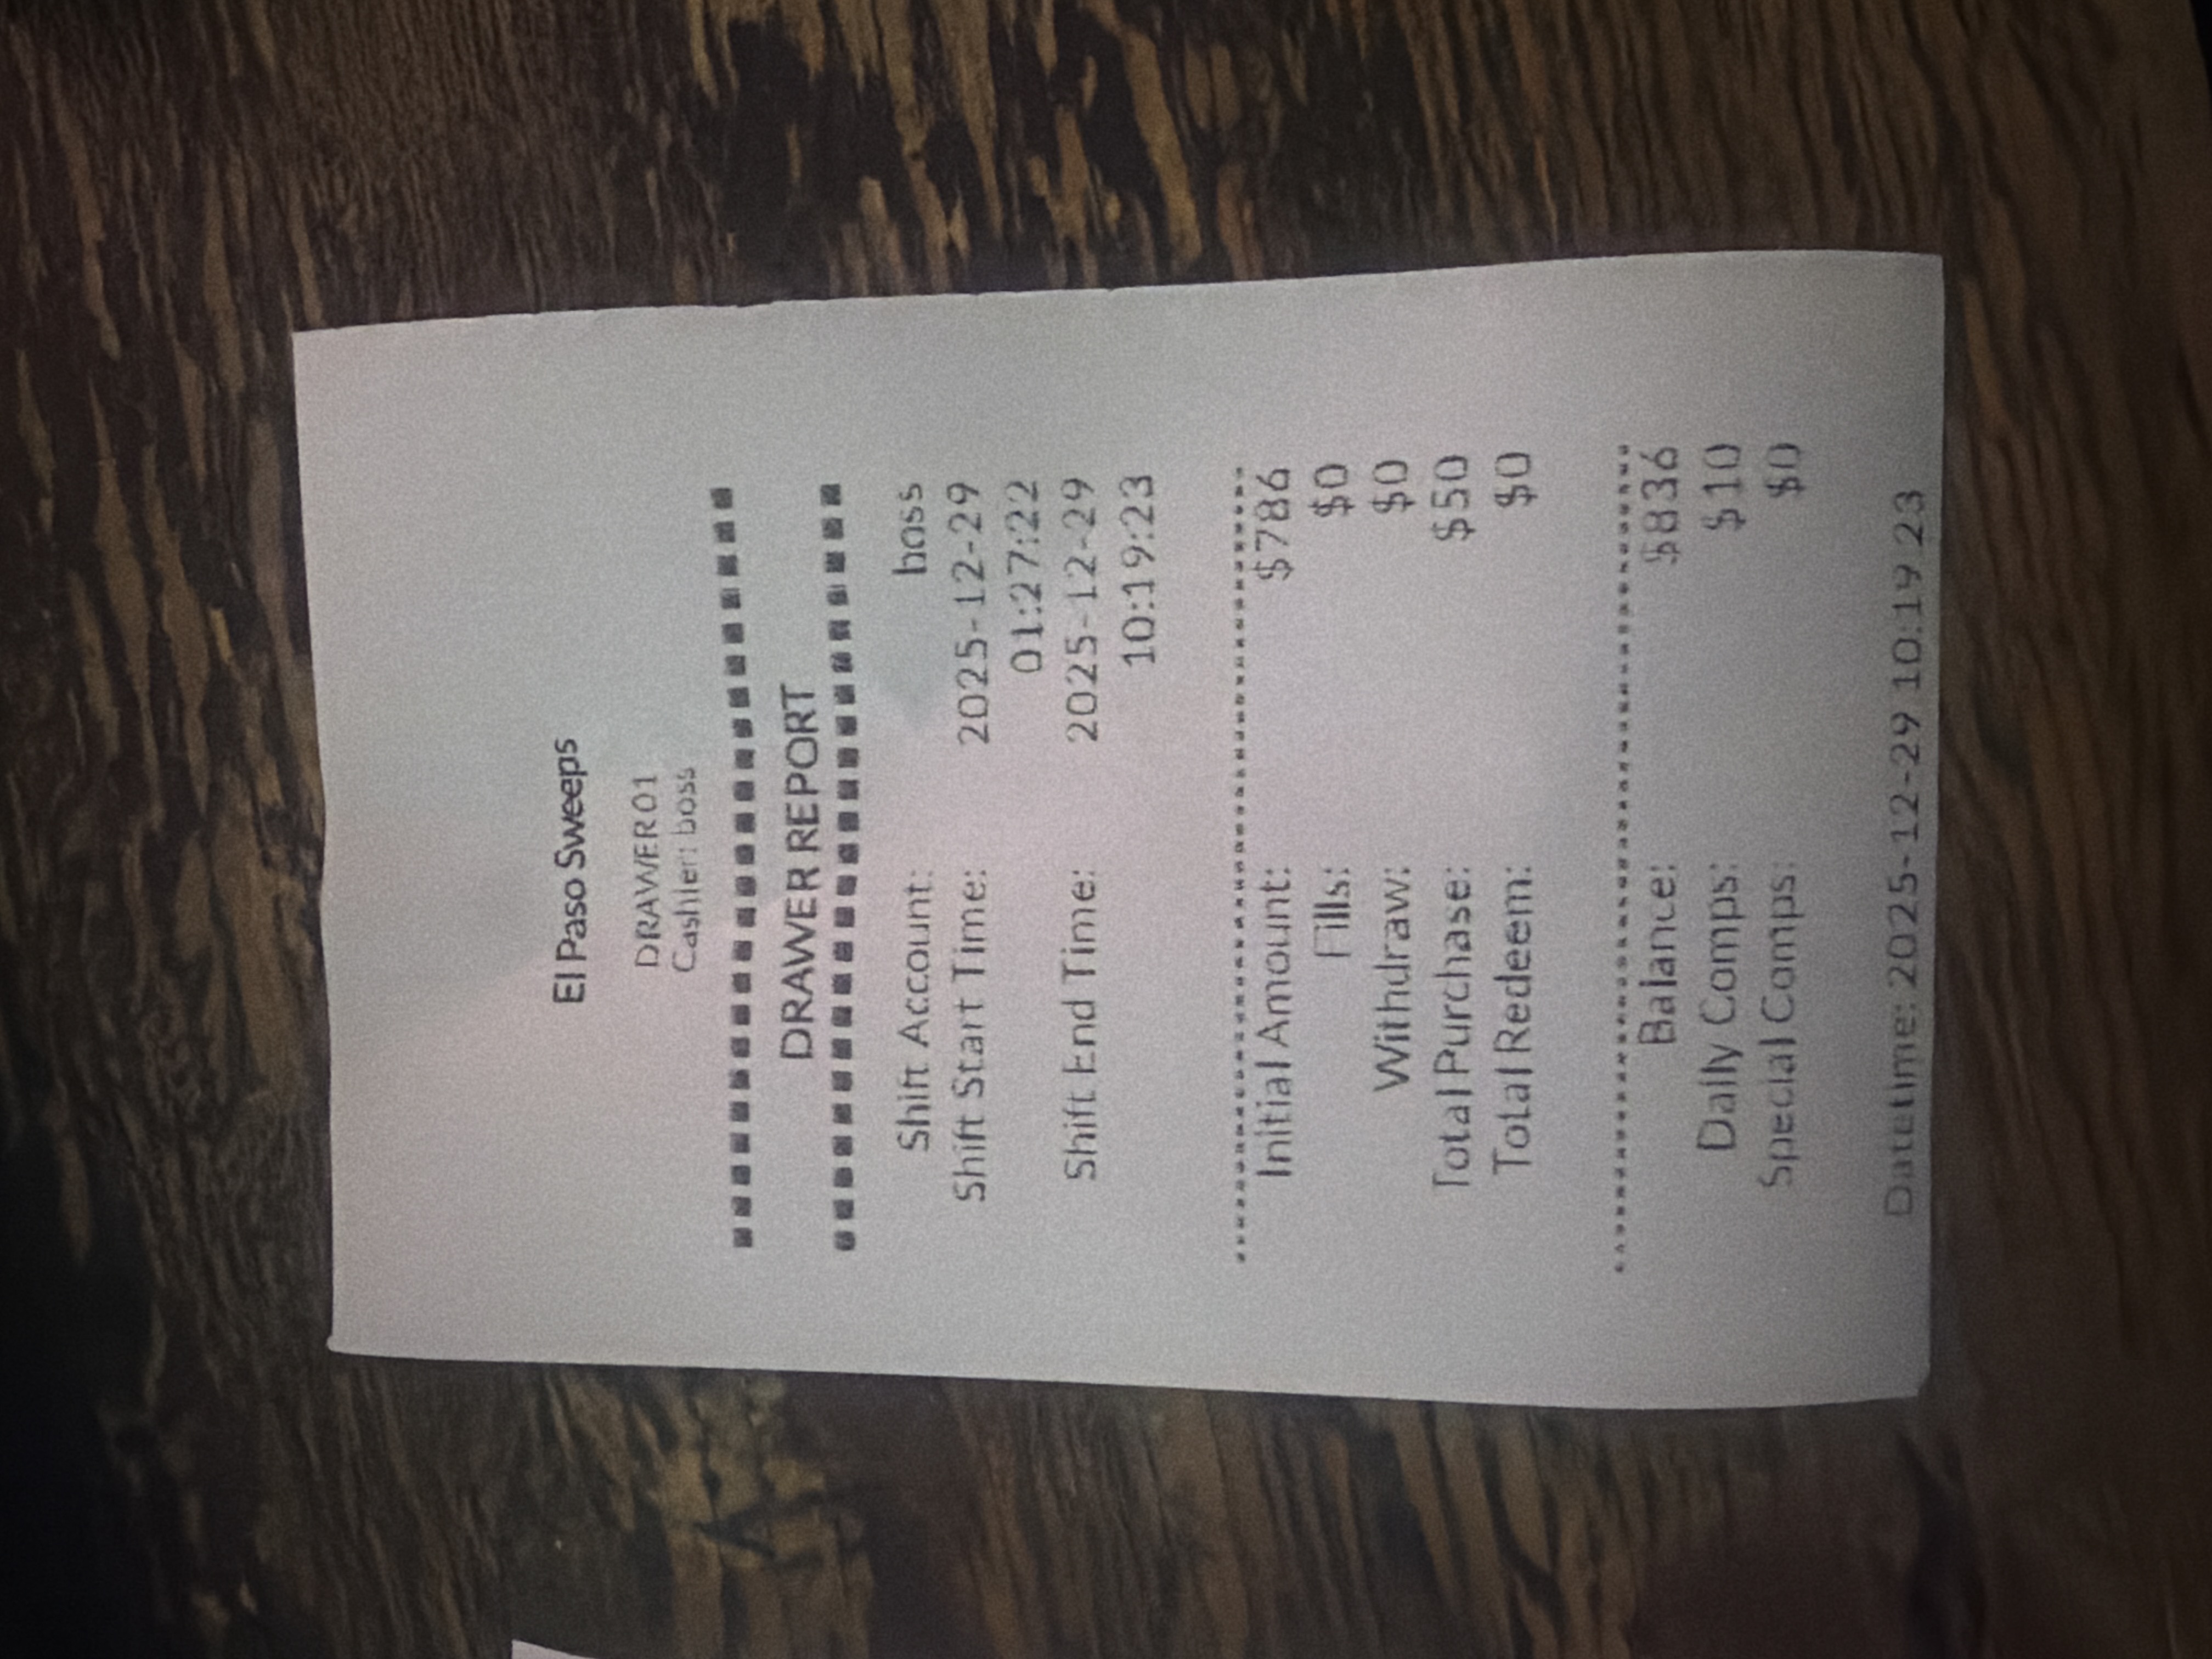 El Paso Sweeps
DRAWER01
Cashier: boss
DRAWER REPORT
Shift Account: boss
Shift Start Time: 2025-12-29
01:27:22
Shift End Time: 2025-12-29
10:19:23
Initial Amount: $786
Fills: $0
Withdraw: $0
Total Purchase: $50
Total Redeem: $0
Balance: $836
Daily Comps: $10
Special Comps: $0
Datetime: 2025-12-29 10:19:23